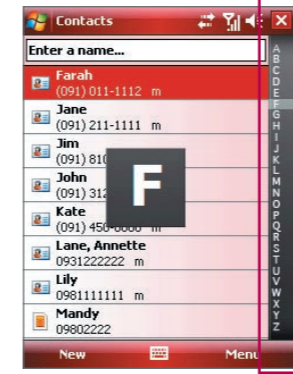 Contacts
Enter a name...
Farah
(091) 011-1112 m
Jane
(091) 211-1111 m
Jim
(091) 810
John
(091) 312
Kate
(091) 450-
Lane, Annette
0931222222 m
Lily
0981111111 m
Mandy
09802222
F
A
B
C
D
E
F
G
H
I
J
K
L
M
N
O
P
Q
R
S
T
U
V
W
X
Y
Z
New
Menu